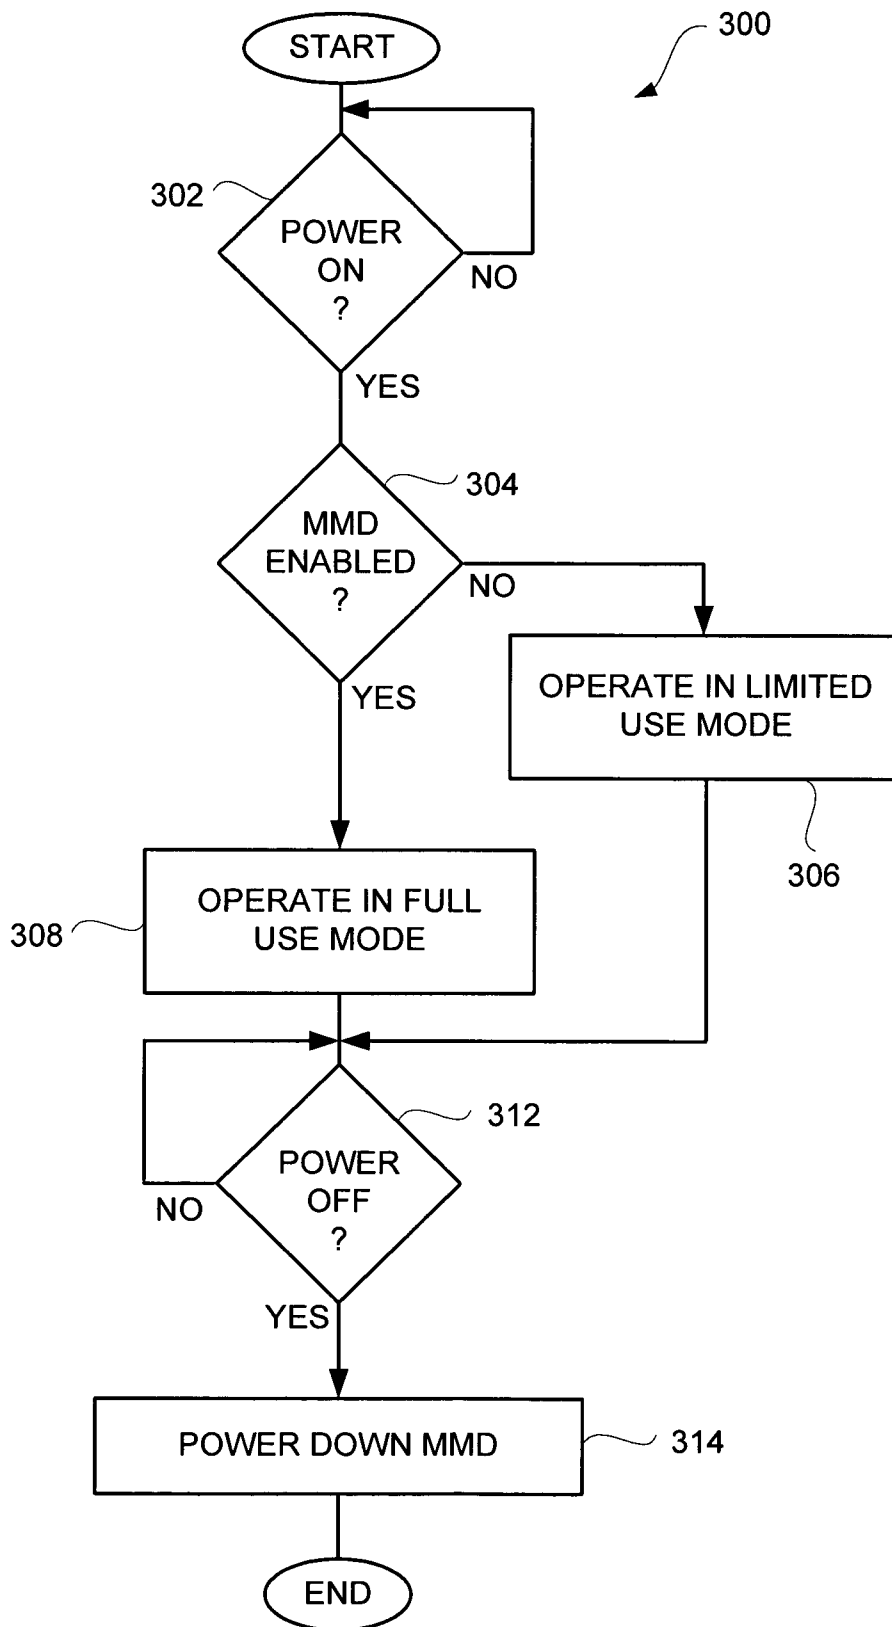 START
300
302
POWER
ON
?
NO
YES
304
MMD
ENABLED
?
NO
YES
OPERATE IN LIMITED
USE MODE
306
OPERATE IN FULL
USE MODE
308
312
POWER
OFF
?
NO
YES
POWER DOWN MMD
314
END